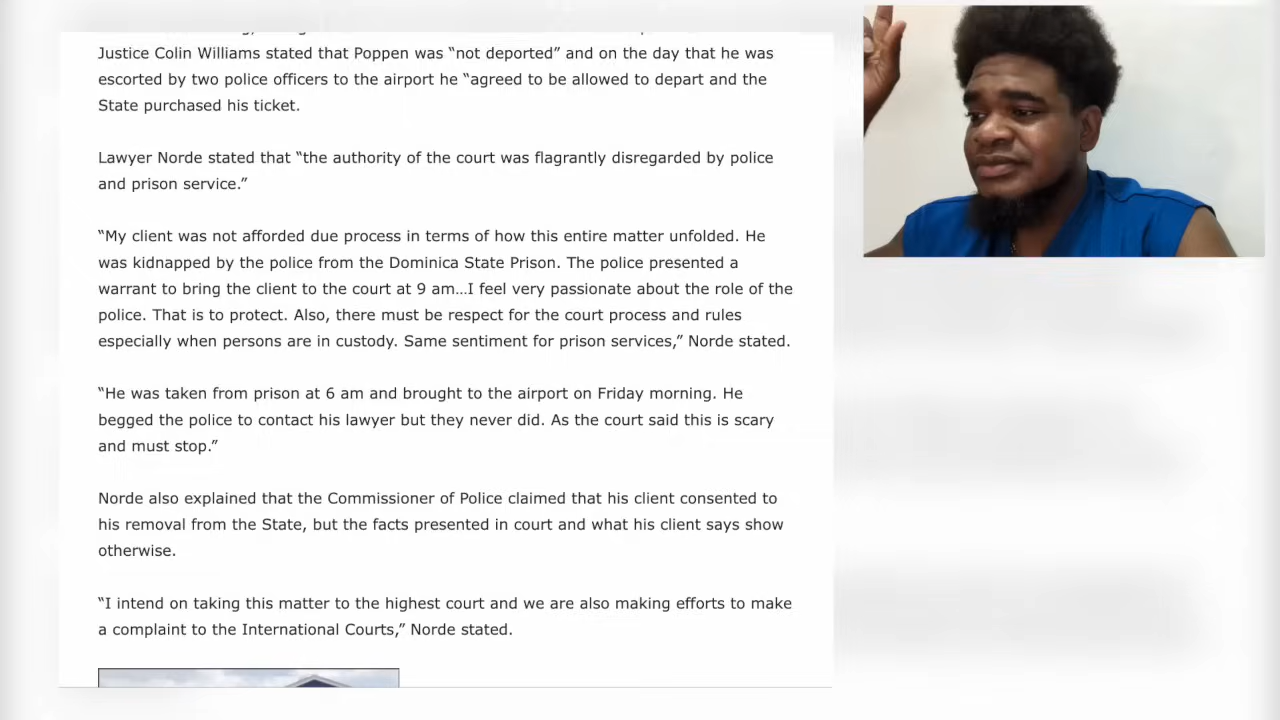 Justice Colin Williams stated that Poppen was “not deported” and on the day that he was
escorted by two police officers to the airport he “agreed to be allowed to depart and the
State purchased his ticket.
Lawyer Norde stated that “the authority of the court was flagrantly disregarded by police
and prison service.”
“My client was not afforded due process in terms of how this entire matter unfolded. He
was kidnapped by the police from the Dominica State Prison. The police presented a
warrant to bring the client to the court at 9 am…I feel very passionate about the role of the
police. That is to protect. Also, there must be respect for the court process and rules
especially when persons are in custody. Same sentiment for prison services,” Norde stated.
“He was taken from prison at 6 am and brought to the airport on Friday morning. He
begged the police to contact his lawyer but they never did. As the court said this is scary
and must stop.”
Norde also explained that the Commissioner of Police claimed that his client consented to
his removal from the State, but the facts presented in court and what his client says show
otherwise.
“I intend on taking this matter to the highest court and we are also making efforts to make
a complaint to the International Courts,” Norde stated.